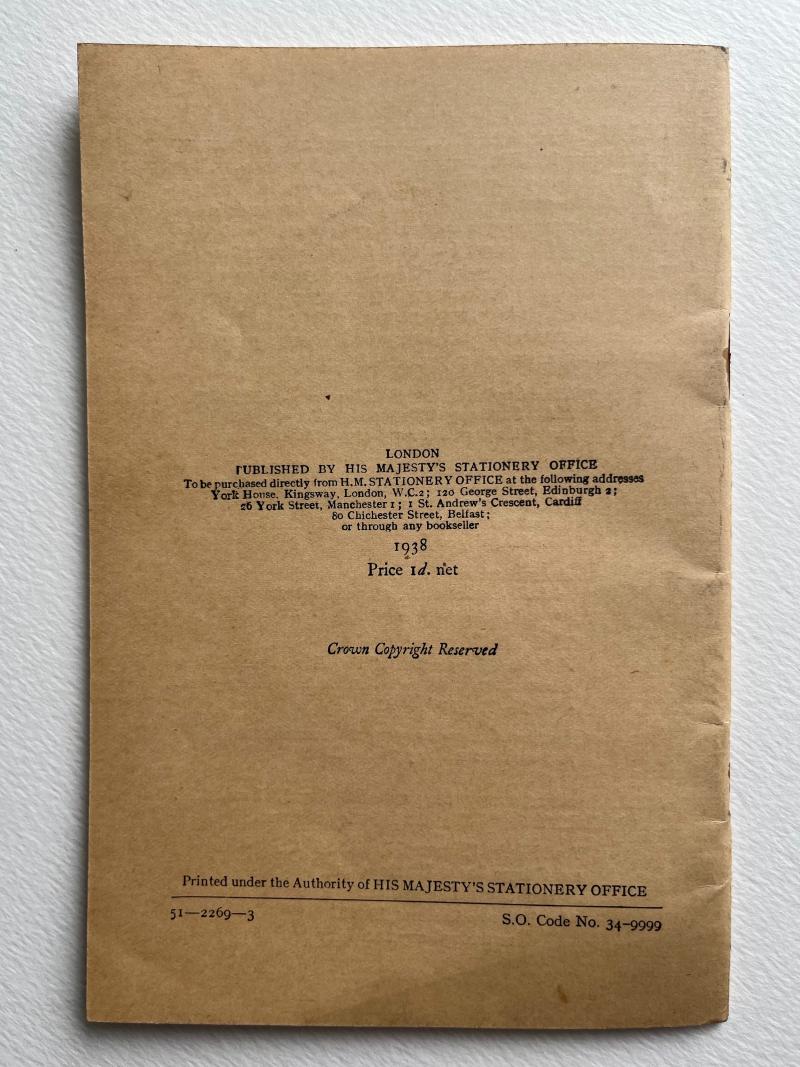 LONDON
PUBLISHED BY HIS MAJESTY'S STATIONERY OFFICE
To be purchased directly from H.M. STATIONERY OFFICE at the following addresses
York House, Kingsway, London, W.C.2; 120 George Street, Edinburgh 2;
26 York Street, Manchester 1; 1 St. Andrew's Crescent, Cardiff
80 Chichester Street, Belfast;
or through any bookseller
1938
Price 1d. net
Crown Copyright Reserved
Printed under the Authority of HIS MAJESTY'S STATIONERY OFFICE
51—2269—3
S.O. Code No. 34-9999